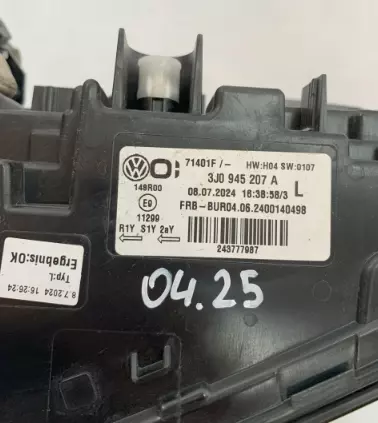 71401F/- HW:H04 SW:0107
148R00
3J0 945 207 A
08.07.2024 16:38:58/3 L
E9
FRB-BUR04.06.2400140498
11299
R1Y S1Y 2aY
243777987
Typ:L
Ergebnis:OK
8.7.2024 16:26:24
04.25